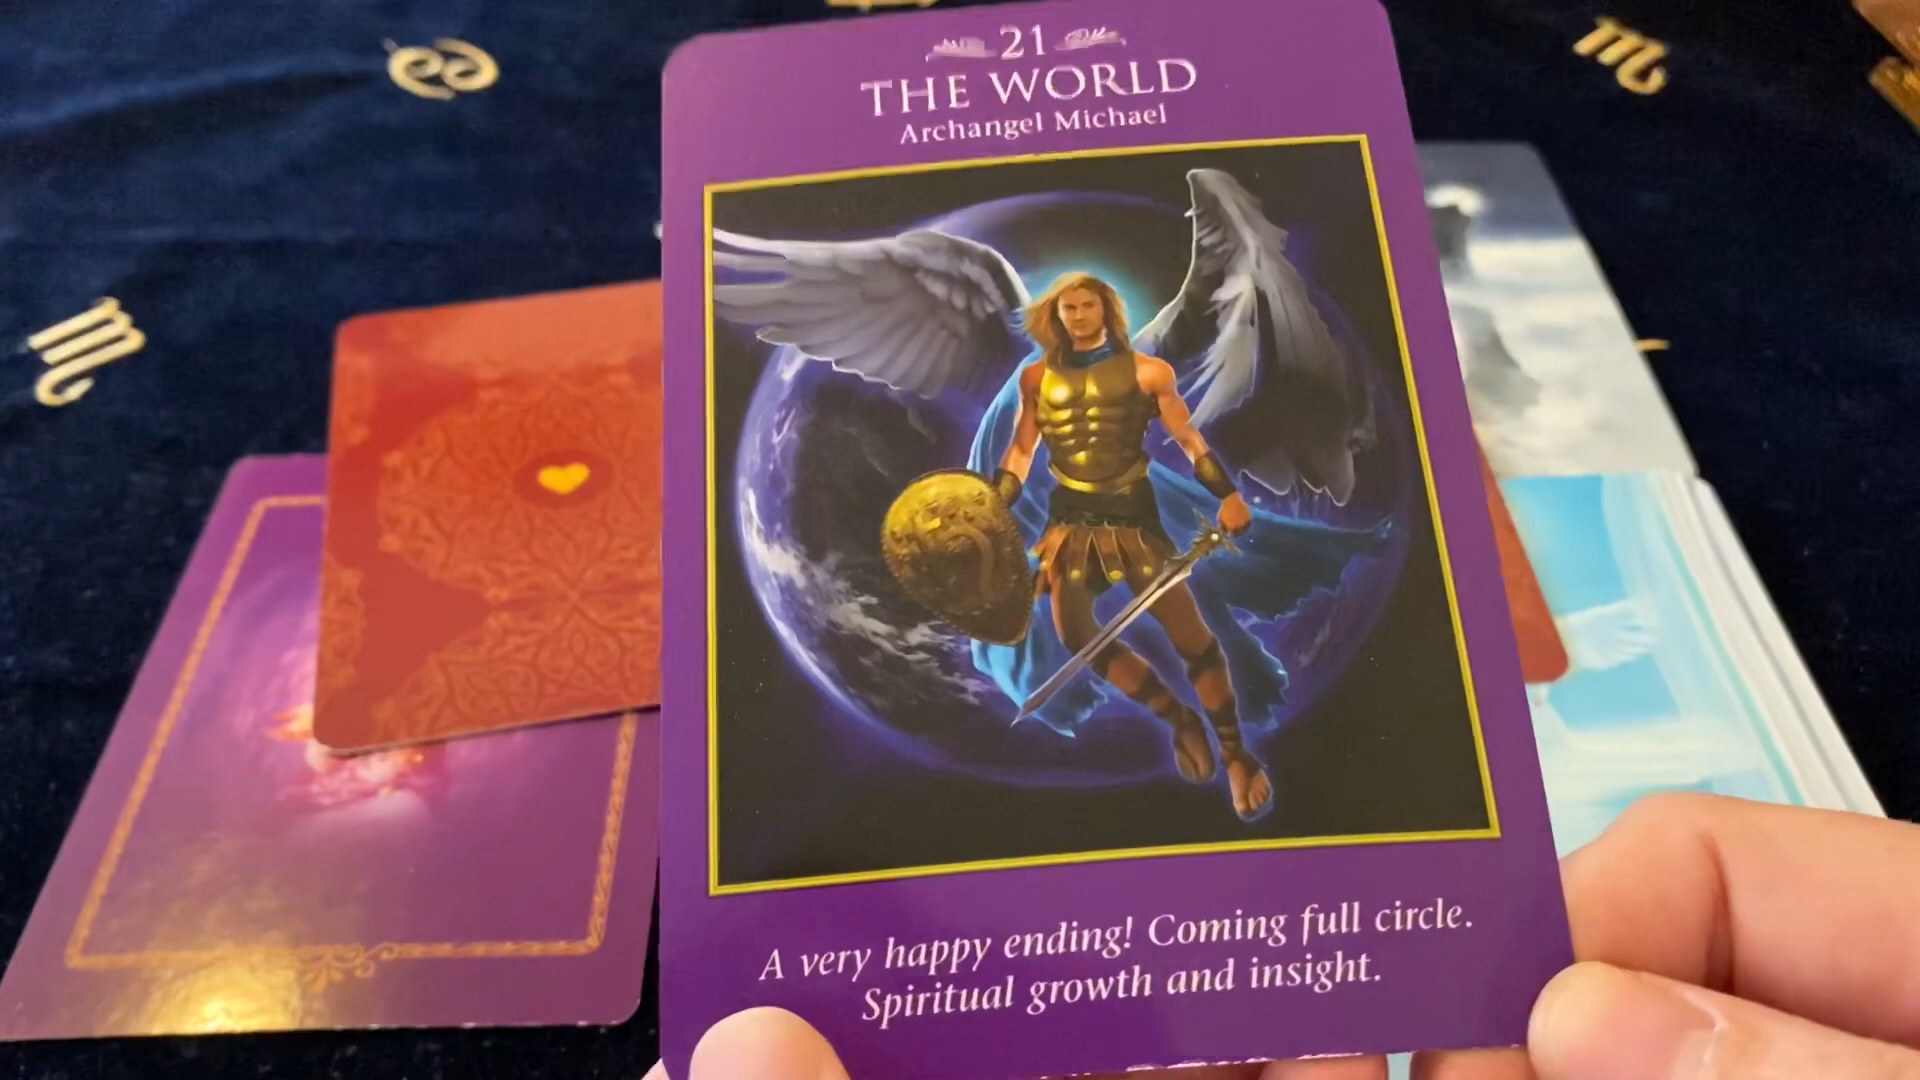 21
THE WORLD
Archangel Michael
A very happy ending! Coming full circle.
Spiritual growth and insight.